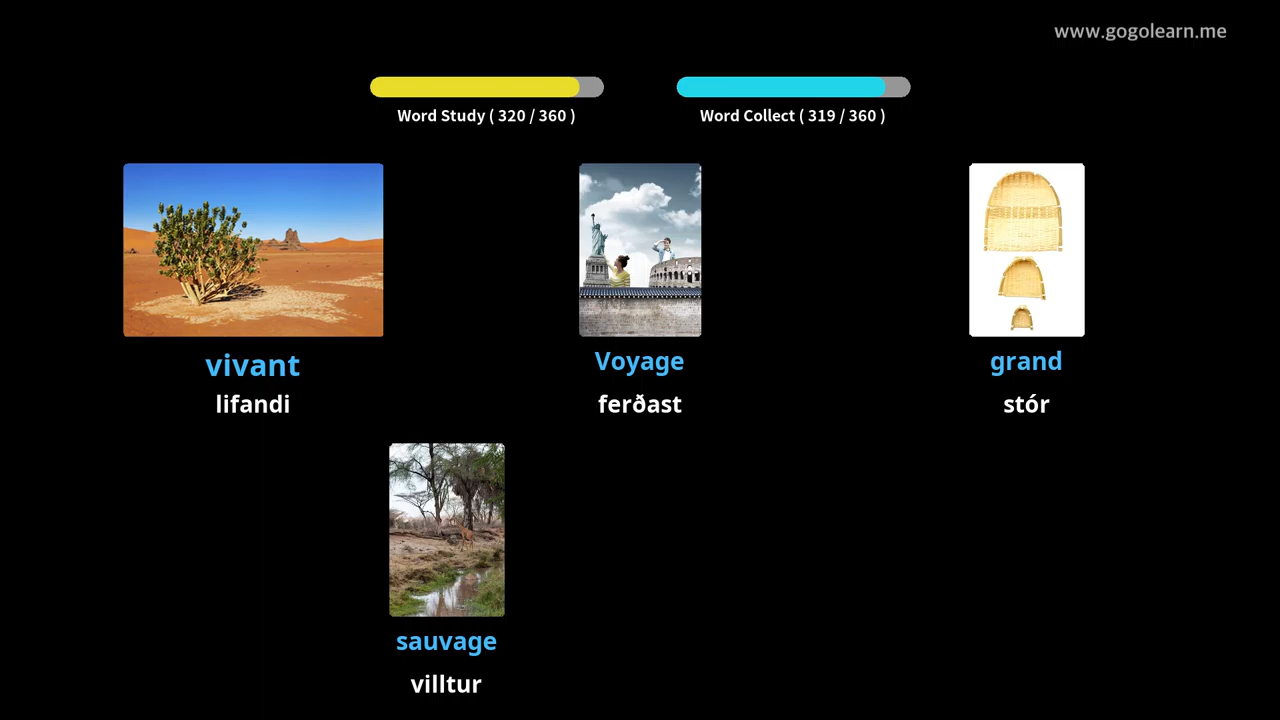 www.gogolearn.me
Word Study ( 320 / 360 )
Word Collect ( 319 / 360 )
vivant
lifandi
Voyage
ferðast
grand
stór
sauvage
villtur